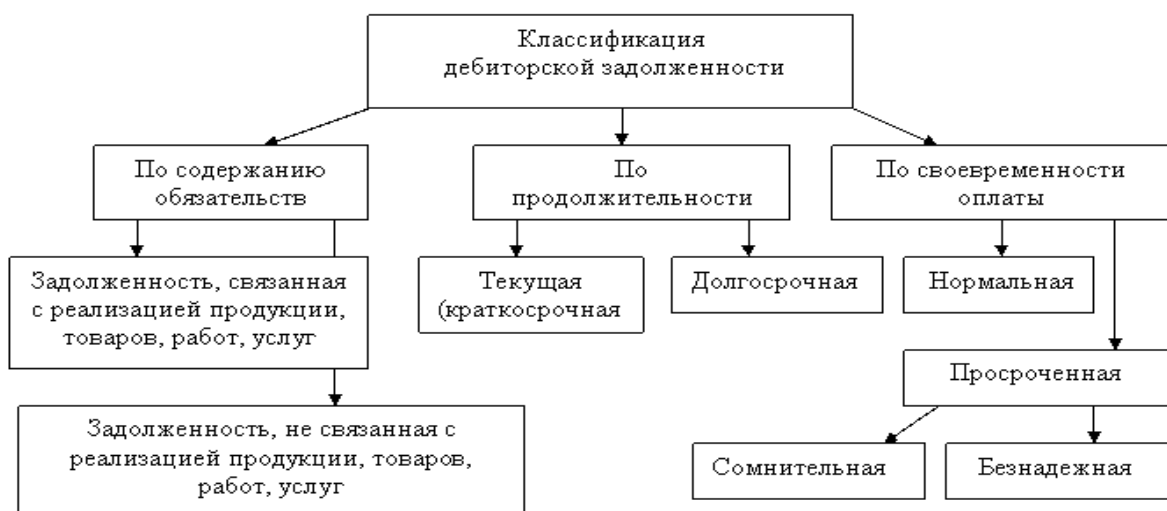 Классификация
дебиторской задолженности
По содержанию
обязательств
По
продолжительности
По своевременности
оплаты
Задолженность, связанная
с реализацией продукции,
товаров, работ, услуг
Текущая
(краткосрочная
Долгосрочная
Нормальная
Просроченная
Задолженность, не связанная с
реализацией продукции, товаров,
работ, услуг
Сомнительная
Безнадежная